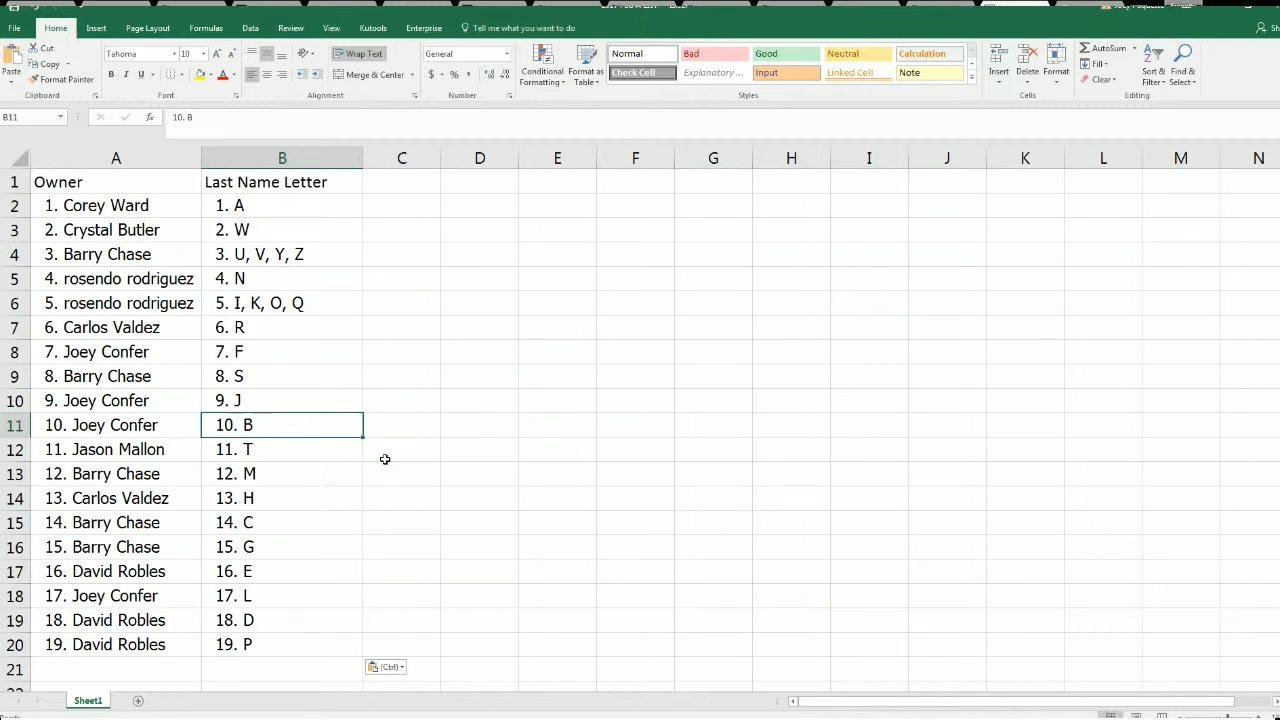 File Home Insert Page Layout Formulas Data Review View Kutools Enterprise Tell me what you want to do
Paste Cut Copy Format Painter Clipboard
Tahoma 10 B I U Font
Wrap Text Merge & Center Alignment
General $ % , Number
Conditional Formatting Format as Table Normal Bad Good Neutral Calculation
Check Cell Explanatory ... Input Linked Cell Note Styles
Insert Delete Format Cells
AutoSum Fill Clear Sort & Filter Find & Select Editing
B11 fx 10. B
A B C D E F G H I J K L M N
1 Owner Last Name Letter
2 1. Corey Ward 1. A
3 2. Crystal Butler 2. W
4 3. Barry Chase 3. U, V, Y, Z
5 4. rosendo rodriguez 4. N
6 5. rosendo rodriguez 5. I, K, O, Q
7 6. Carlos Valdez 6. R
8 7. Joey Confer 7. F
9 8. Barry Chase 8. S
10 9. Joey Confer 9. J
11 10. Joey Confer 10. B
12 11. Jason Mallon 11. T
13 12. Barry Chase 12. M
14 13. Carlos Valdez 13. H
15 14. Barry Chase 14. C
16 15. Barry Chase 15. G
17 16. David Robles 16. E
18 17. Joey Confer 17. L
19 18. David Robles 18. D
20 19. David Robles 19. P
21 (Ctrl)
Sheet1